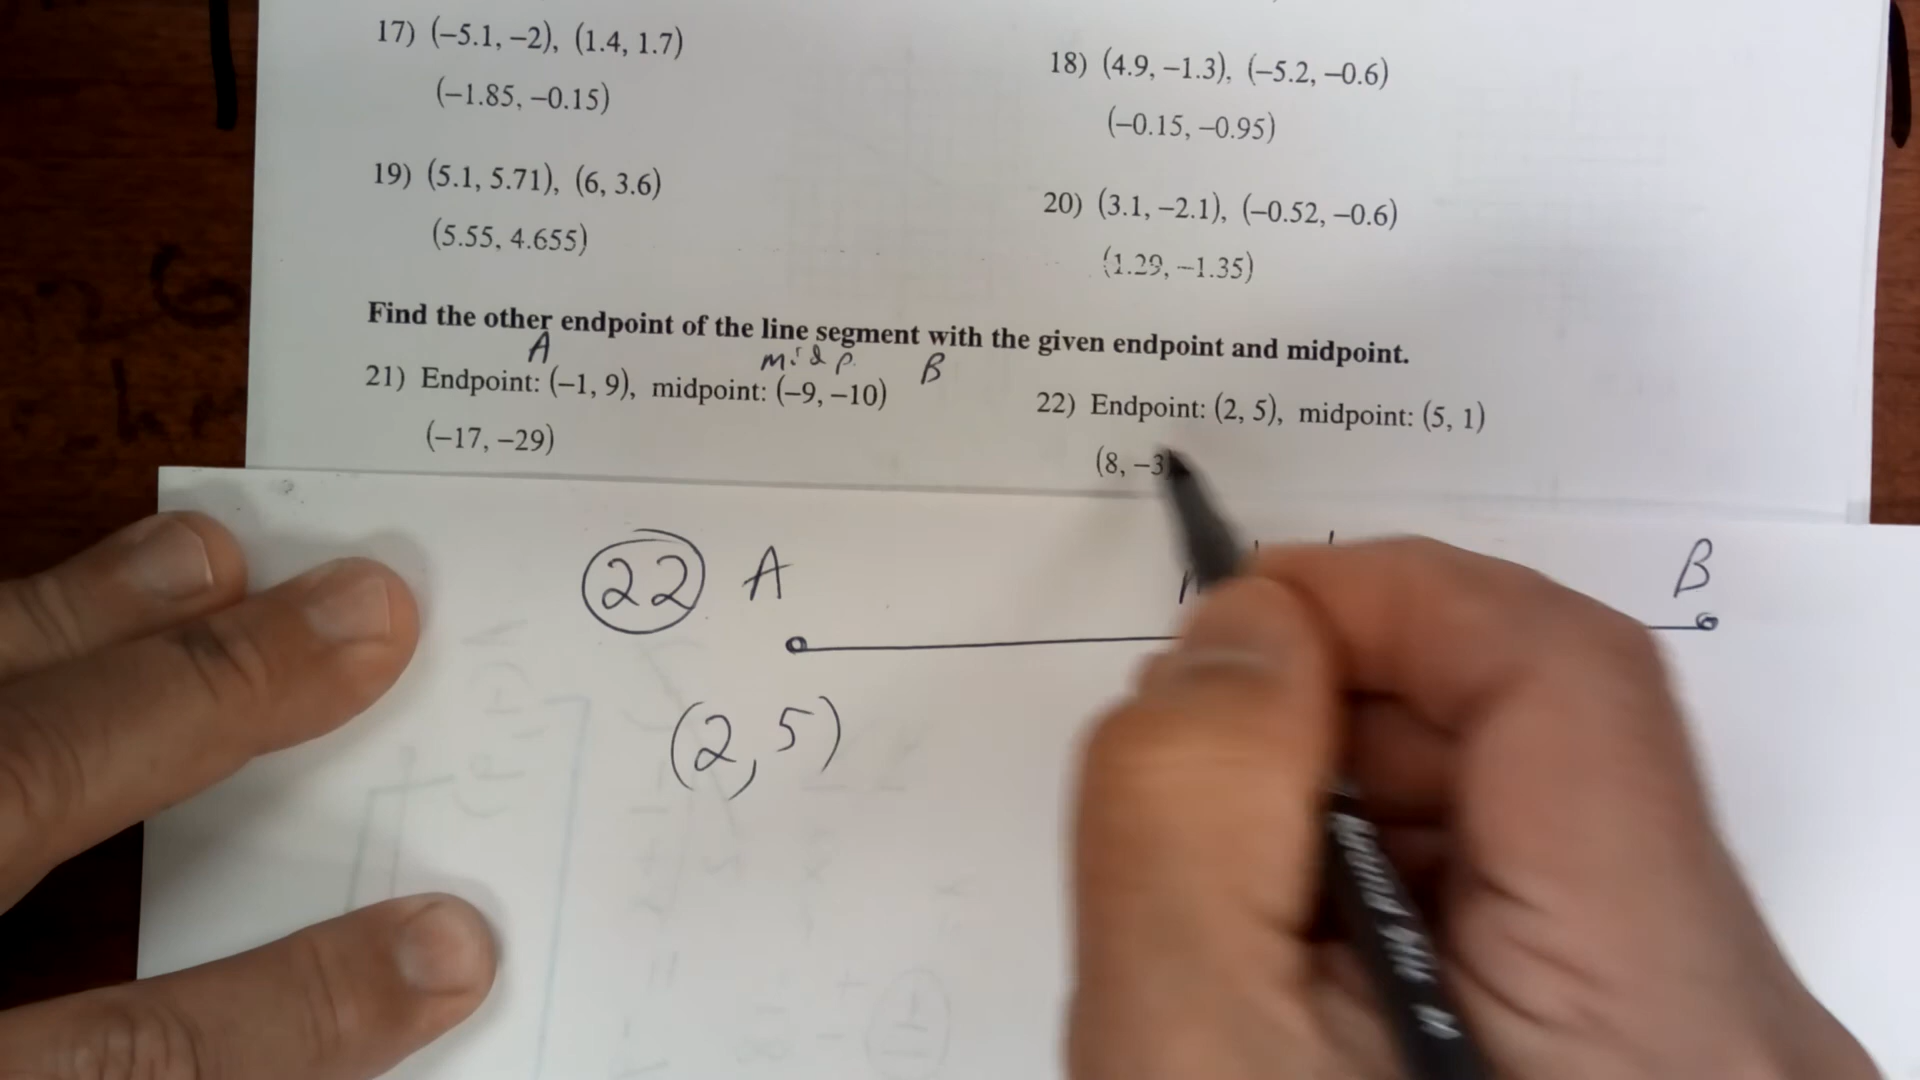 17) (−5.1, −2), (1.4, 1.7)
(−1.85, −0.15)
18) (4.9, −1.3), (−5.2, −0.6)
(−0.15, −0.95)
19) (5.1, 5.71), (6, 3.6)
(5.55, 4.655)
20) (3.1, −2.1), (−0.52, −0.6)
(1.29, −1.35)
Find the other endpoint of the line segment with the given endpoint and midpoint.
A mid p. B
21) Endpoint: (−1, 9), midpoint: (−9, −10)
(−17, −29)
22) Endpoint: (2, 5), midpoint: (5, 1)
(8, −3)
22 A B
(2, 5)